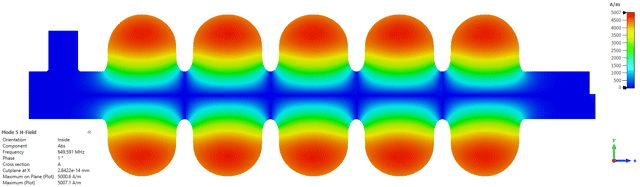 A/m
5007
4500
4000
3500
3000
2500
2000
1500
1000
500
0
Mode 5 H-Field
Orientation Inside
Component Abs
Frequency 649.591 MHz
Phase 1 °
Cross section A
Cutplane at X 2.8422e-14 mm
Maximum on Plane (Plot) 5000.6 A/m
Maximum (Plot) 5007.1 A/m